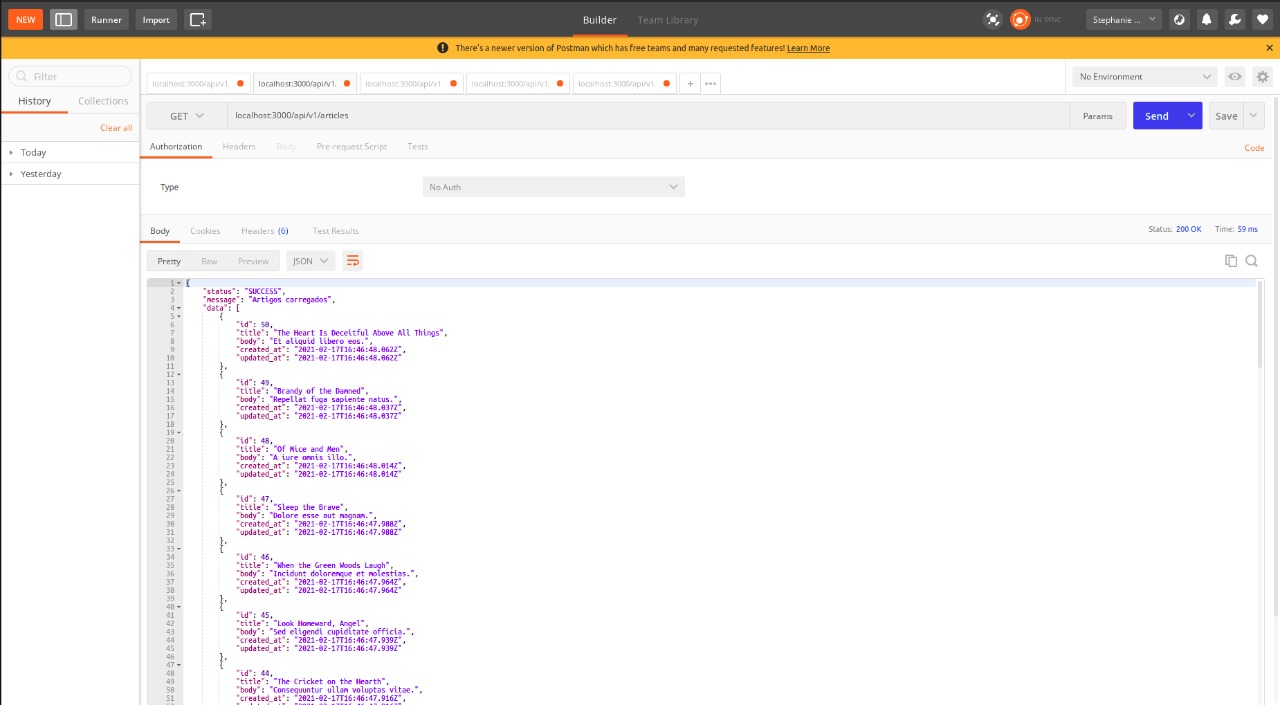 NEW Runner Import Builder Team Library IN SYNC Stephanie ...
There's a newer version of Postman which has free teams and many requested features! Learn More
Filter
History Collections
Clear all
Today
Yesterday
localhost:3000/api/v1. localhost:3000/api/v1. localhost:3000/api/v1. localhost:3000/api/v1. localhost:3000/api/v1. + ••• No Environment
GET localhost:3000/api/v1/articles Params Send Save
Authorization Headers Body Pre-request Script Tests Code
Type No Auth
Body Cookies Headers (6) Test Results Status: 200 OK Time: 59 ms
Pretty Raw Preview JSON
1 {
2 "status": "SUCCESS",
3 "message": "Artigos carregados",
4 "data": [
5 {
6 "id": 50,
7 "title": "The Heart Is Deceitful Above All Things",
8 "body": "Et aliquid libero eos.",
9 "created_at": "2021-02-17T16:46:48.062Z",
10 "updated_at": "2021-02-17T16:46:48.062Z"
11 },
12 {
13 "id": 49,
14 "title": "Brandy of the Damned",
15 "body": "Repellat fuga sapiente natus.",
16 "created_at": "2021-02-17T16:46:48.037Z",
17 "updated_at": "2021-02-17T16:46:48.037Z"
18 },
19 {
20 "id": 48,
21 "title": "Of Mice and Men",
22 "body": "A iure omnis illo.",
23 "created_at": "2021-02-17T16:46:48.014Z",
24 "updated_at": "2021-02-17T16:46:48.014Z"
25 },
26 {
27 "id": 47,
28 "title": "Sleep the Brave",
29 "body": "Dolore esse aut magnam.",
30 "created_at": "2021-02-17T16:46:47.988Z",
31 "updated_at": "2021-02-17T16:46:47.988Z"
32 },
33 {
34 "id": 46,
35 "title": "When the Green Woods Laugh",
36 "body": "Incidunt doloremque et molestias.",
37 "created_at": "2021-02-17T16:46:47.964Z",
38 "updated_at": "2021-02-17T16:46:47.964Z"
39 },
40 {
41 "id": 45,
42 "title": "Look Homeward, Angel",
43 "body": "Sed eligendi cupiditate officia.",
44 "created_at": "2021-02-17T16:46:47.939Z",
45 "updated_at": "2021-02-17T16:46:47.939Z"
46 },
47 {
48 "id": 44,
49 "title": "The Cricket on the Hearth",
50 "body": "Consequuntur ullam voluptas vitae.",
51 "created_at": "2021-02-17T16:46:47.916Z",